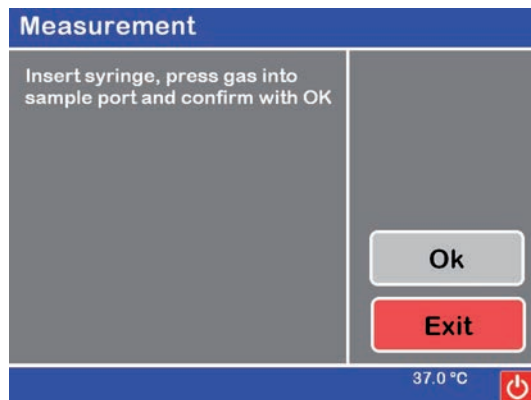 Measurement
Insert syringe, press gas into
sample port and confirm with OK
Ok
Exit
37.0 °C